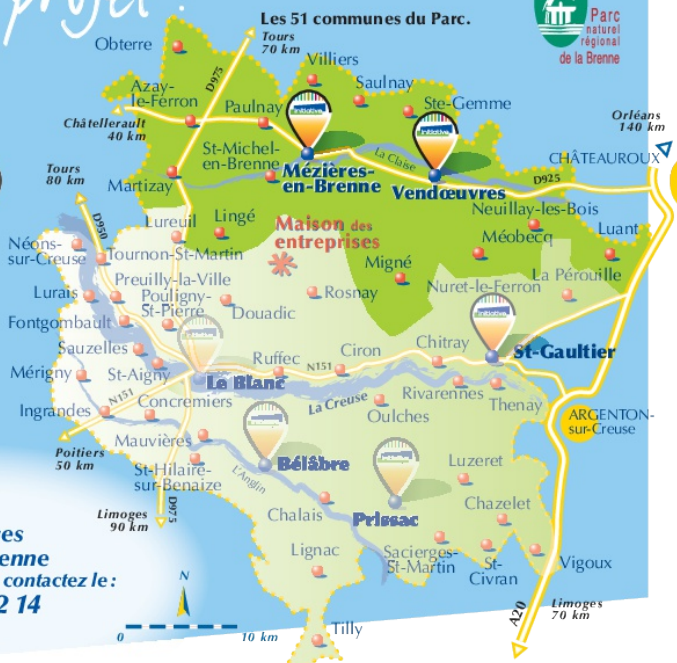 projet !
Les 51 communes du Parc.
Parc
naturel
régional
de la Brenne
Tours
70 km
Obterre
D975
Villiers
Azay-
le-Ferron
Saulnay
Paulnay
Ste-Gemme
Châtellerault
40 km
Orléans
140 km
initiative
initiative
St-Michel-
en-Brenne
La Claise
CHÂTEAUROUX
Tours
80 km
Mézières-
en-Brenne
D925
Martizay
Vendœuvres
D950
Neuillay-les-Bois
Lureuil
Lingé
Maison des
entreprises
Méobecq
Luant
Néons-
sur-Creuse
Tournon-St-Martin
Migné
La Pérouille
Preuilly-la-Ville
Nuret-le-Ferron
Lurais
Pouligny-
St-Pierre
Rosnay
Douadic
initiative
Fontgombault
Sauzelles
Chitray
St-Gaultier
Ruffec
N151
Ciron
Mérigny
St-Aigny
Le Blanc
Rivarennes
Thenay
La Creuse
Ingrandes
N151
Concremiers
Oulches
ARGENTON-
sur-Creuse
Poitiers
50 km
Mauvières
L'Anglin
Bélâbre
Luzeret
St-Hilaire-
sur-Benaize
Limoges
90 km
D975
Chalais
Prissac
Chazelet
Lignac
Sacierges-
St-Martin
St-
Civran
Vigoux
ces
enne
contactez le :
2 14
N
A20
Limoges
70 km
0
10 km
Tilly